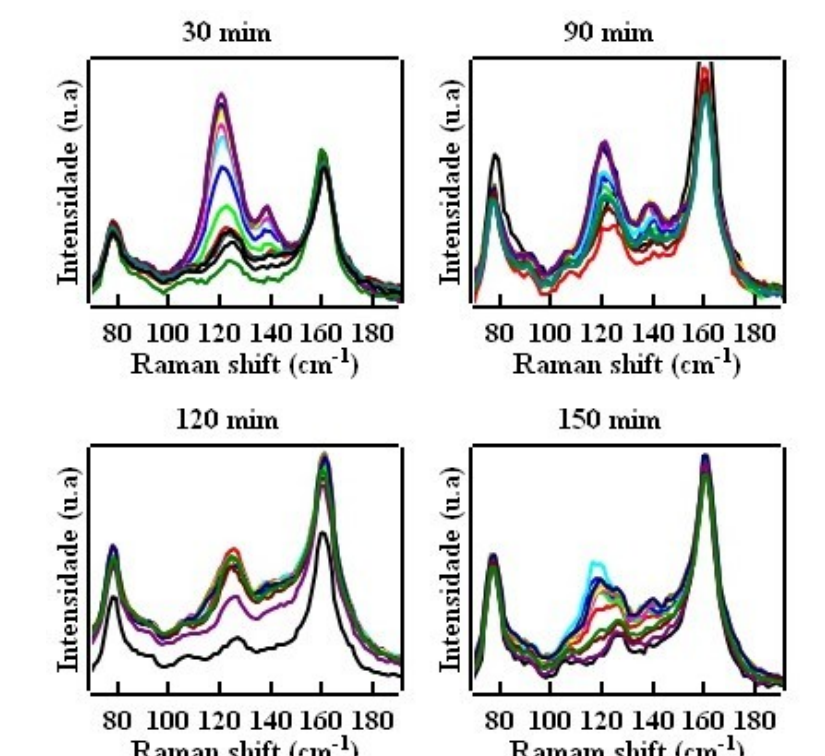 30 mim
90 mim
Intensidade (u.a)
Intensidade (u.a)
80 100 120 140 160 180
80 100 120 140 160 180
Raman shift (cm-1)
Raman shift (cm-1)
120 mim
150 mim
Intensidade (u.a)
Intensidade (u.a)
80 100 120 140 160 180
80 100 120 140 160 180
Raman shift (cm-1)
Ramam shift (cm-1)